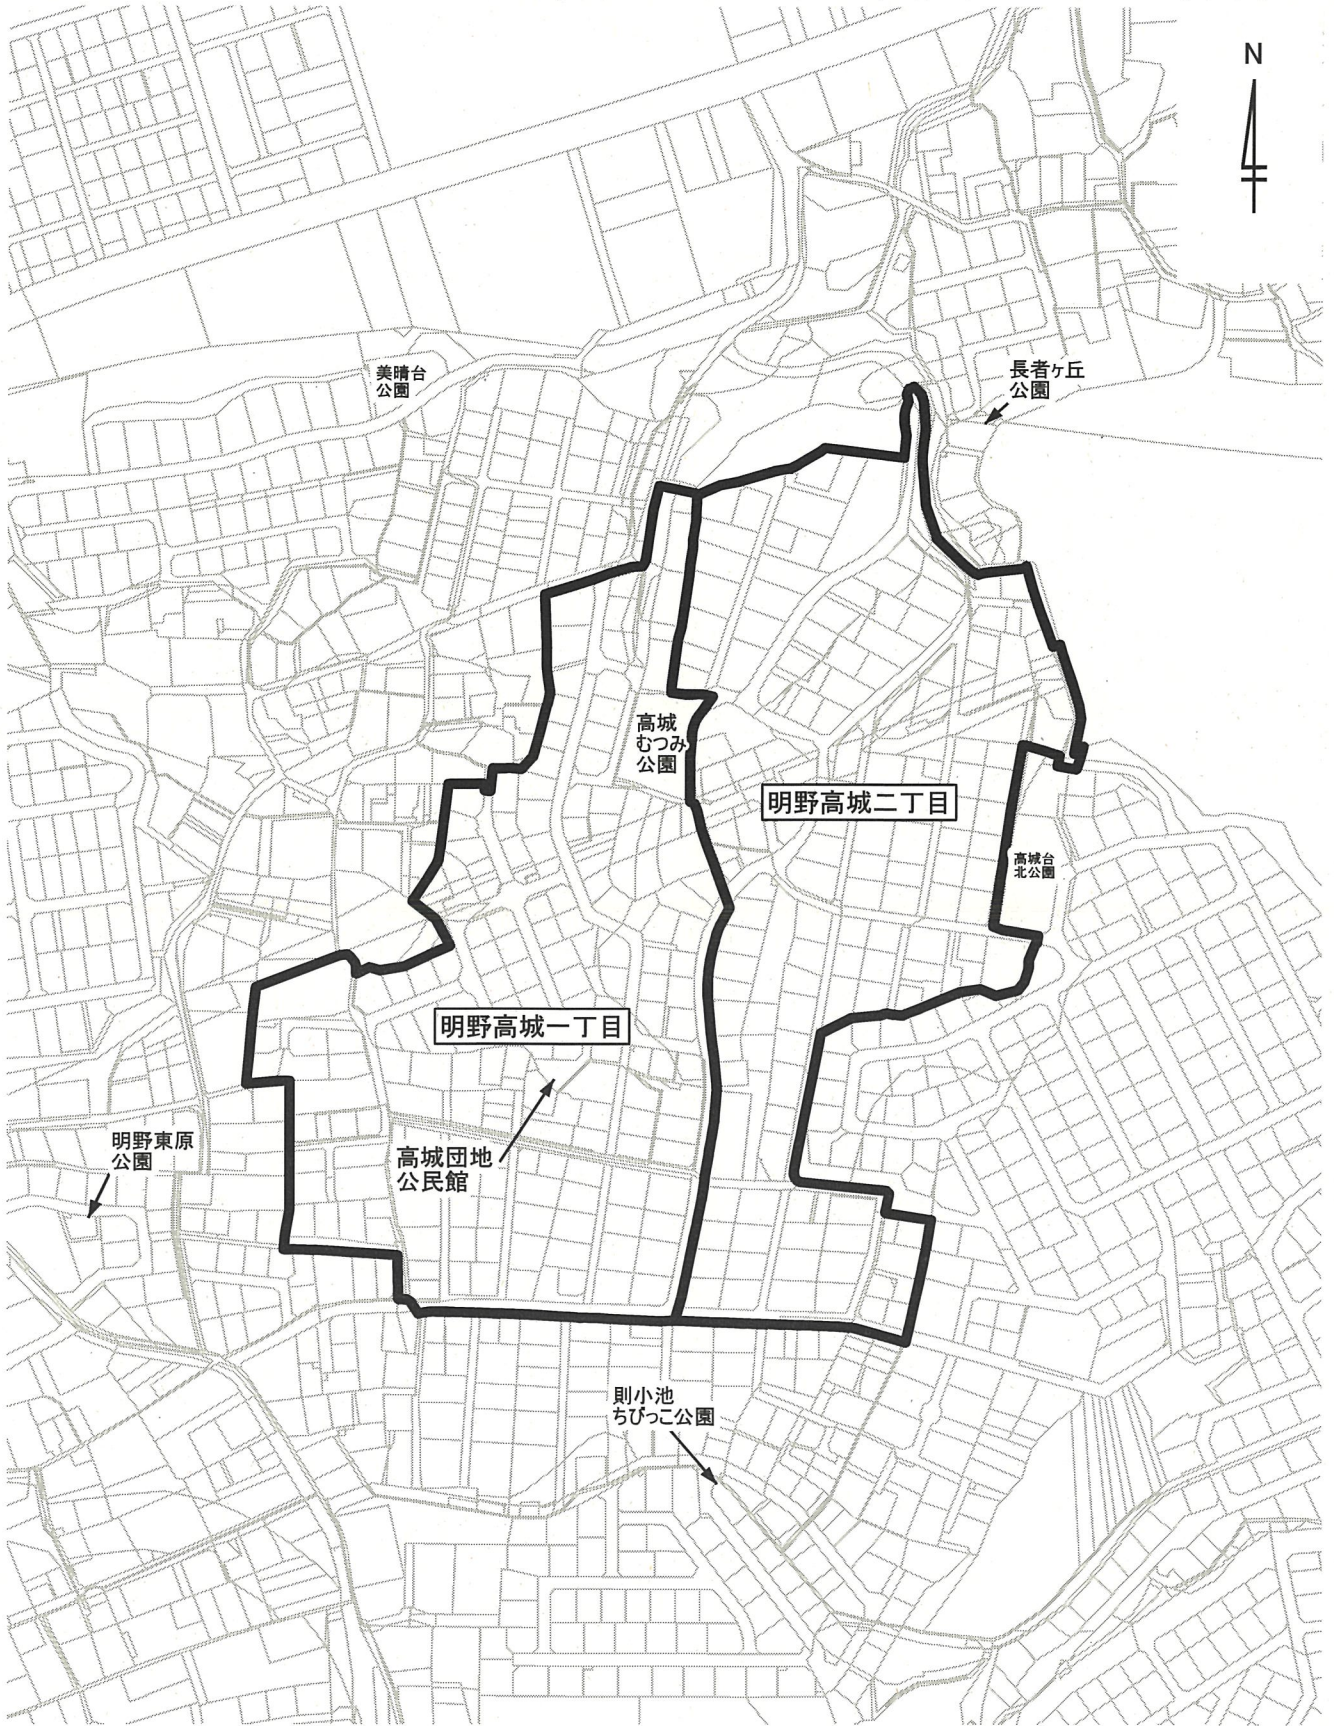 N
美晴台
公園
長者ヶ丘
公園
高城
むつみ
公園
明野高城二丁目
高城台
北公園
明野高城一丁目
明野東原
公園
高城団地
公民館
則小池
ちびっこ公園